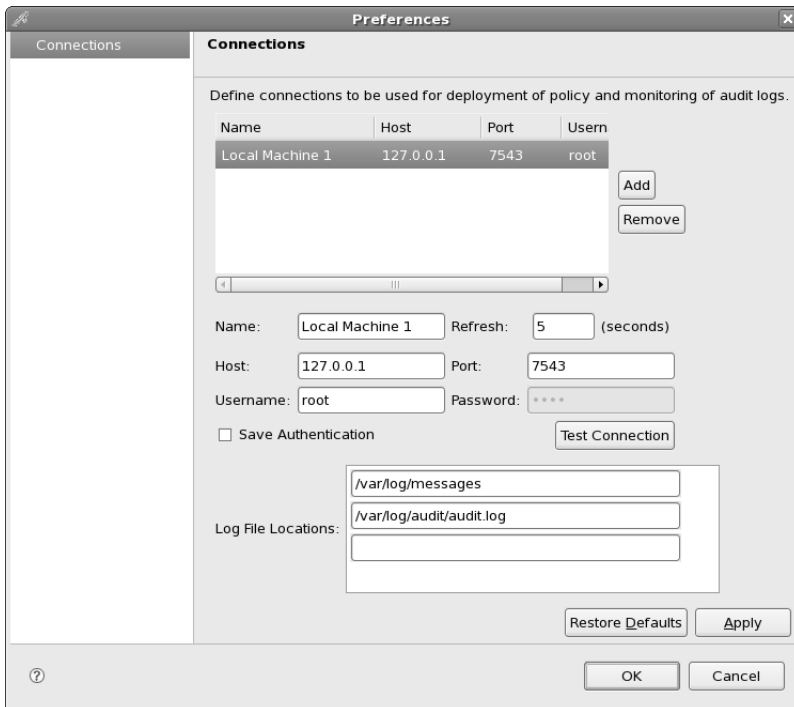 Preferences
Connections
Connections
Define connections to be used for deployment of policy and monitoring of audit logs.
Name Host Port Usern
Local Machine 1 127.0.0.1 7543 root
Add
Remove
Name: Local Machine 1 Refresh: 5 (seconds)
Host: 127.0.0.1 Port: 7543
Username: root Password: ••••
Save Authentication Test Connection
/var/log/messages
/var/log/audit/audit.log
Log File Locations:
Restore Defaults Apply
? OK Cancel